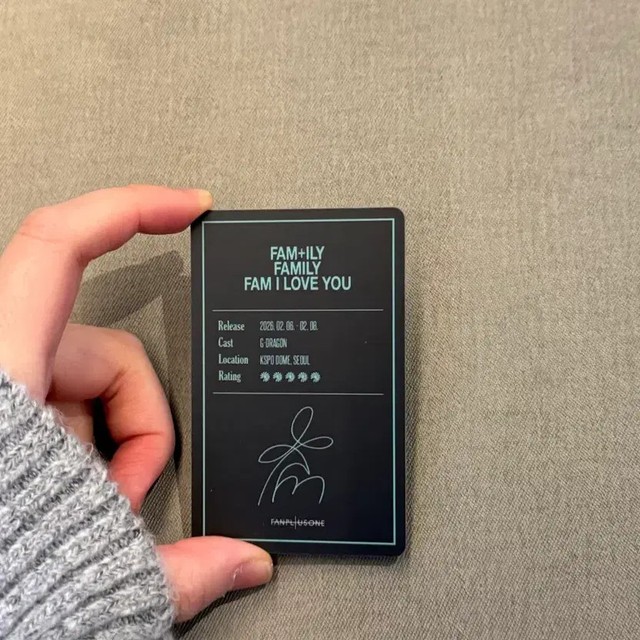 FAM+ILY
FAMILY
FAM I LOVE YOU
Release 2026. 02. 06. - 02. 08.
Cast G-DRAGON
Location KSPO DOME, SEOUL
Rating
FANPLUSONE